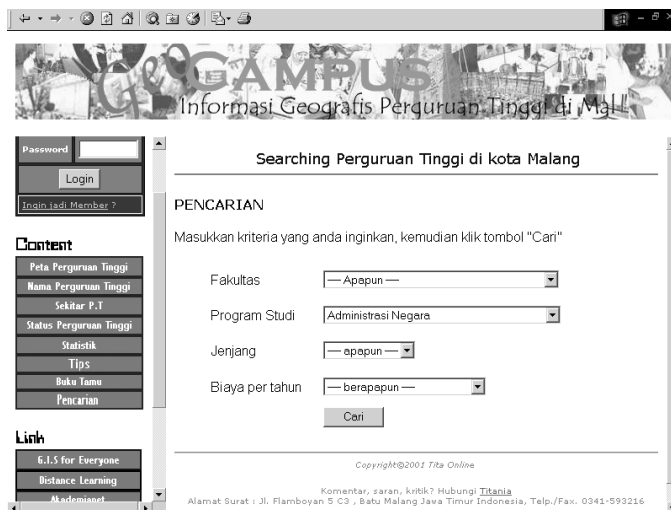 GeoCAMPUS
Informasi Geografis Perguruan Tinggi di Mal
Password
Login
Ingin jadi Member ?
Content
Peta Perguruan Tinggi
Nama Perguruan Tinggi
Sekitar P.T
Status Perguruan Tinggi
Statistik
Tips
Buku Tamu
Pencarian
Link
G.I.S for Everyone
Distance Learning
Akademianet
Searching Perguruan Tinggi di kota Malang
PENCARIAN
Masukkan kriteria yang anda inginkan, kemudian klik tombol "Cari"
Fakultas
--- Apapun ---
Program Studi
Administrasi Negara
Jenjang
--- apapun ---
Biaya per tahun
--- berapapun ---
Cari
Copyright©2001 Tita Online
Komentar, saran, kritik? Hubungi Titania
Alamat Surat : Jl. Flamboyan 5 C3 , Batu Malang Jawa Timur Indonesia, Telp./Fax. 0341-593216